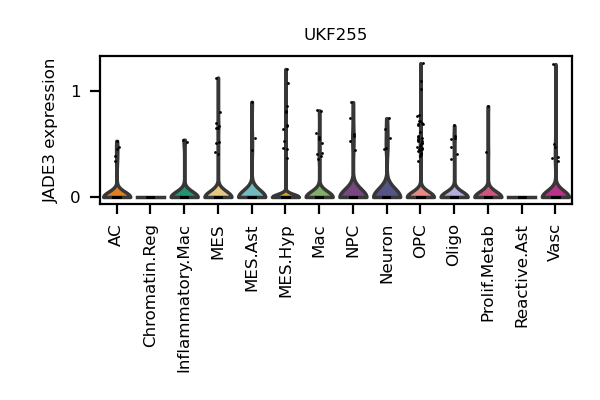 UKF255
JADE3 expression
1
0
AC
Chromatin.Reg
Inflammatory.Mac
MES
MES.Ast
MES.Hyp
Mac
NPC
Neuron
OPC
Oligo
Prolif.Metab
Reactive.Ast
Vasc